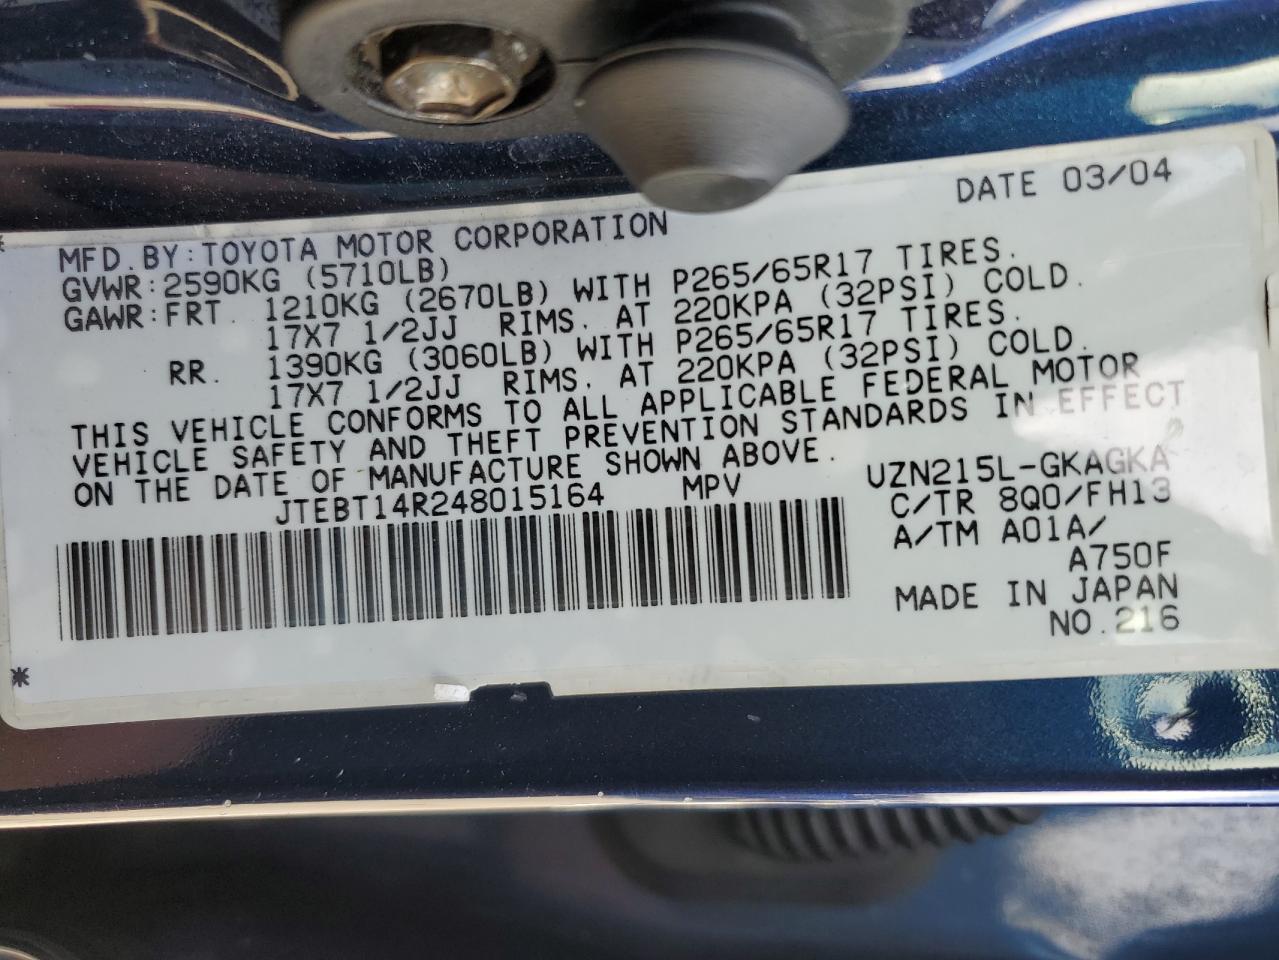 DATE 03/04
MFD. BY: TOYOTA MOTOR CORPORATION
GVWR: 2590KG (5710LB)
GAWR: FRT. 1210KG (2670LB) WITH P265/65R17 TIRES.
17X7 1/2JJ RIMS. AT 220KPA (32PSI) COLD.
RR. 1390KG (3060LB) WITH P265/65R17 TIRES.
17X7 1/2JJ RIMS. AT 220KPA (32PSI) COLD.
THIS VEHICLE CONFORMS TO ALL APPLICABLE FEDERAL MOTOR
VEHICLE SAFETY AND THEFT PREVENTION STANDARDS IN EFFECT
ON THE DATE OF MANUFACTURE SHOWN ABOVE.
JTEBT14R248015164 MPV
UZN215L-GKAGKA
C/TR 8Q0/FH13
A/TM A01A/
A750F
MADE IN JAPAN
NO.216